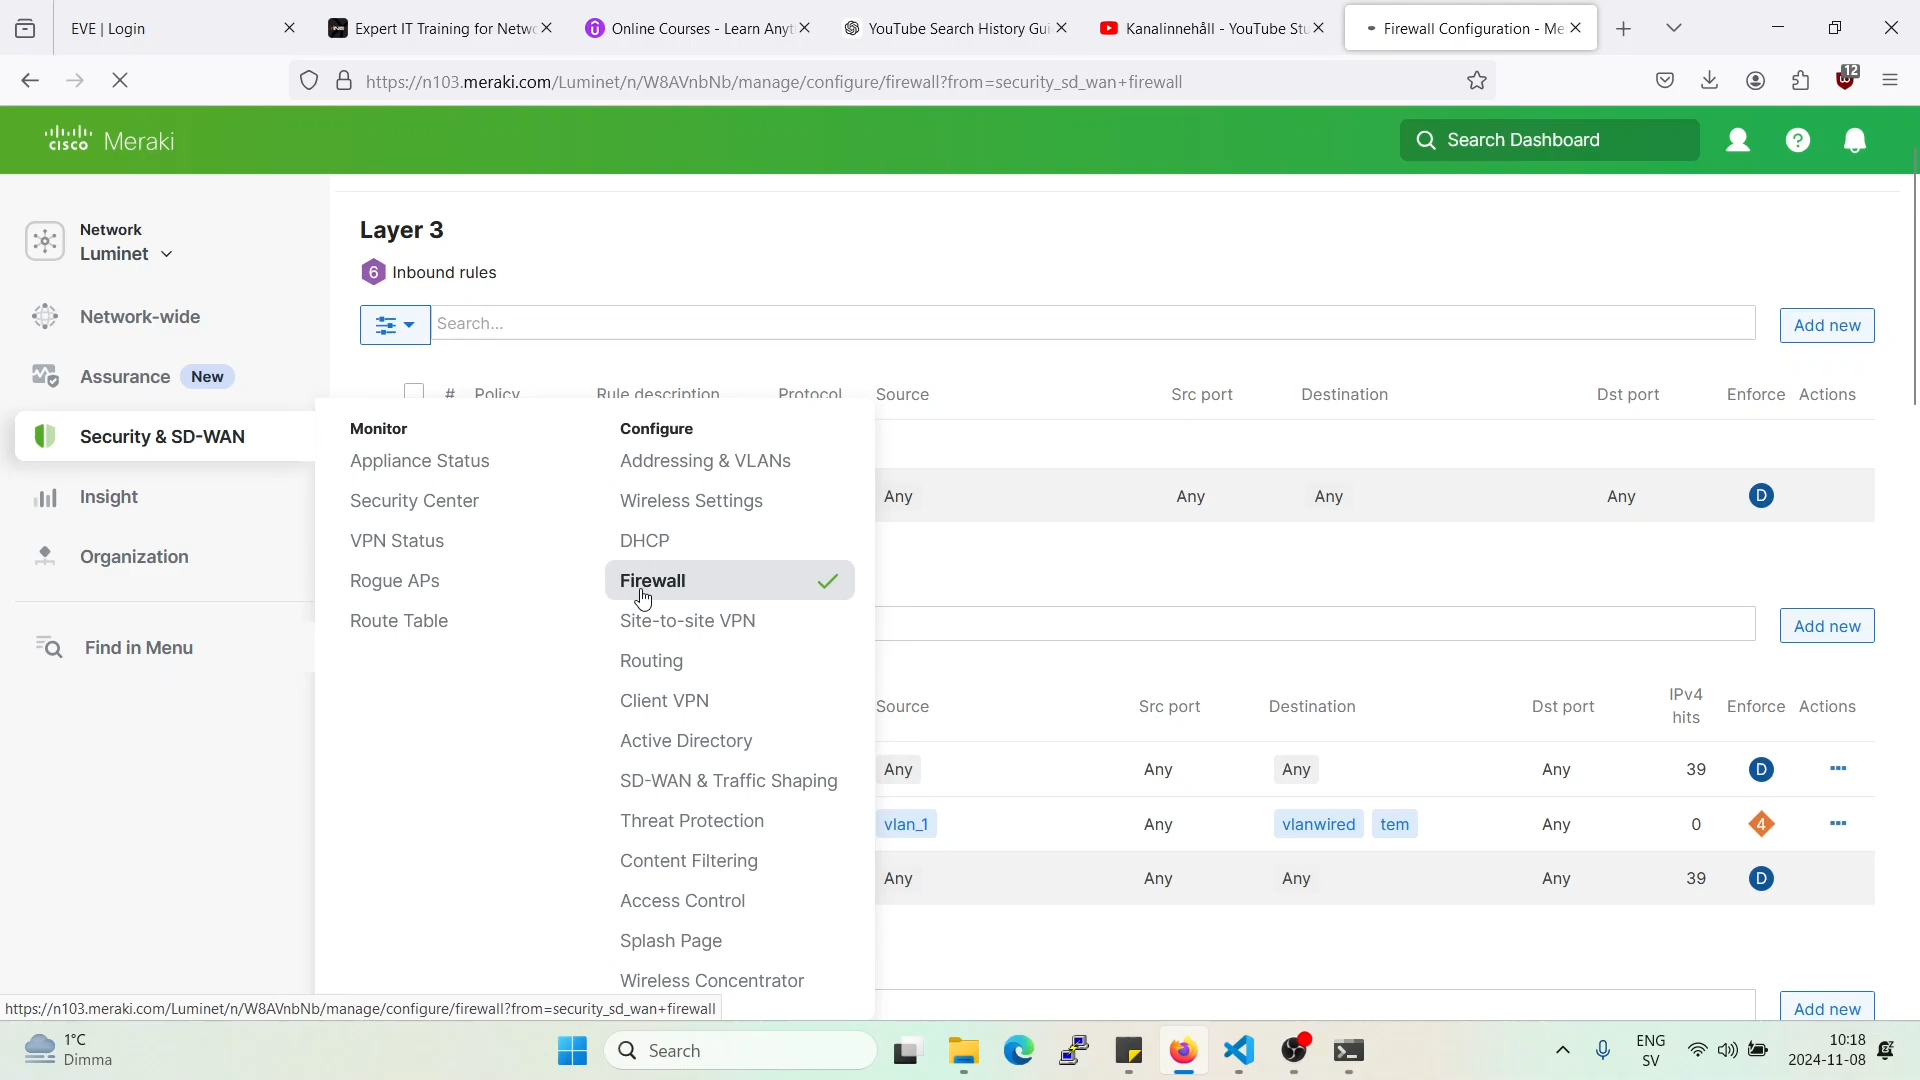 EVE | Login
Expert IT Training for Netwo
Online Courses - Learn Anyt
YouTube Search History Gui
Kanalinnehåll - YouTube Stu
Firewall Configuration - Me
https://n103.meraki.com/Luminet/n/W8AVnbNb/manage/configure/firewall?from=security_sd_wan+firewall
12
cisco Meraki
Search Dashboard
Network
Luminet
Network-wide
Assurance New
Security & SD-WAN
Insight
Organization
Find in Menu
Monitor
Appliance Status
Security Center
VPN Status
Rogue APs
Route Table
Configure
Addressing & VLANs
Wireless Settings
DHCP
Firewall
Site-to-site VPN
Routing
Client VPN
Active Directory
SD-WAN & Traffic Shaping
Threat Protection
Content Filtering
Access Control
Splash Page
Wireless Concentrator
Layer 3
6 Inbound rules
Search...
Add new
# Policy Rule description Protocol Source Src port Destination Dst port Enforce Actions
Any Any Any Any D
Add new
Source Src port Destination Dst port IPv4 hits Enforce Actions
Any Any Any Any 39 D
vlan_1 Any vlanwired tem Any 0 4
Any Any Any Any 39 D
Add new
https://n103.meraki.com/Luminet/n/W8AVnbNb/manage/configure/firewall?from=security_sd_wan+firewall
1°C
Dimma
Search
ENG
SV
10:18
2024-11-08